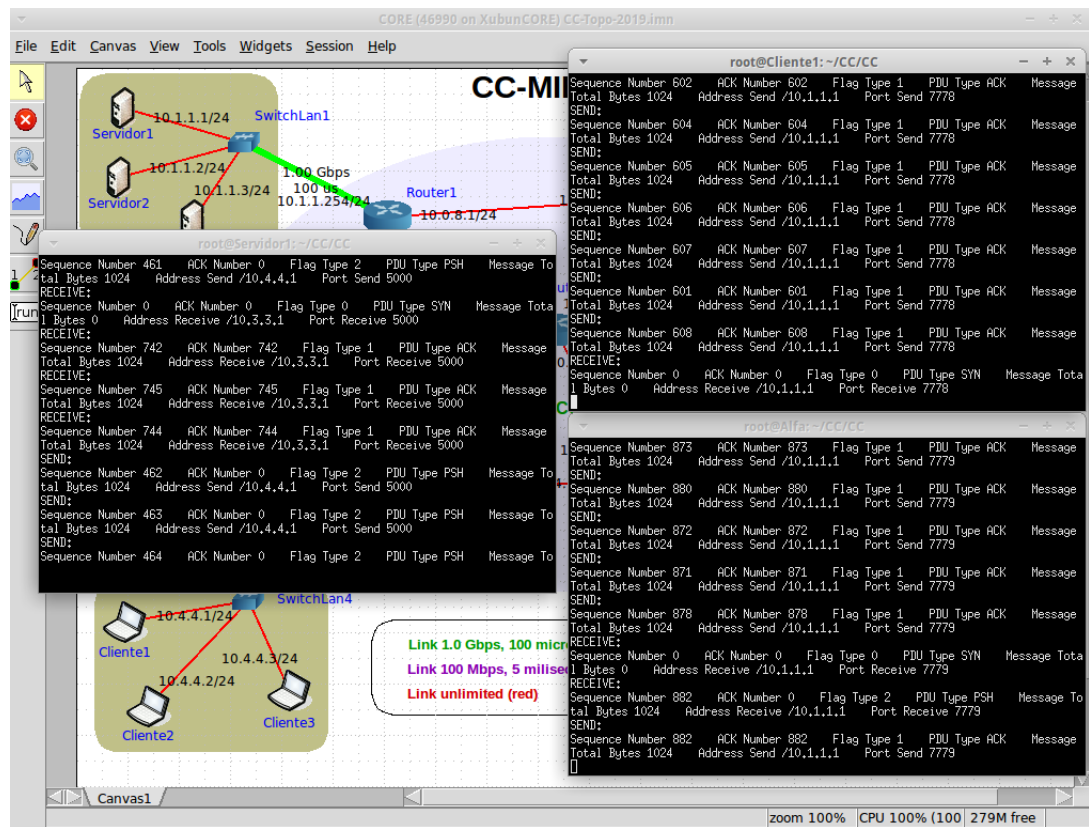 CORE (46990 on XubunCORE) CC-Topo-2019.imn
File Edit Canvas View Tools Widgets Session Help
CC-MI
Servidor1
10.1.1.1/24
SwitchLan1
10.1.1.2/24
Servidor2
10.1.1.3/24
1.00 Gbps
100 us
10.1.1.254/24
Router1
10.0.8.1/24
root@Servidor1: ~/CC/CC
Sequence Number 461 ACK Number 0 Flag Type 2 PDU Type PSH Message To
tal Bytes 1024 Address Send /10.4.4.1 Port Send 5000
RECEIVE:
Sequence Number 0 ACK Number 0 Flag Type 0 PDU Type SYN Message Tota
l Bytes 0 Address Receive /10.3.3.1 Port Receive 5000
RECEIVE:
Sequence Number 742 ACK Number 742 Flag Type 1 PDU Type ACK Message
Total Bytes 1024 Address Receive /10.3.3.1 Port Receive 5000
RECEIVE:
Sequence Number 745 ACK Number 745 Flag Type 1 PDU Type ACK Message
Total Bytes 1024 Address Receive /10.3.3.1 Port Receive 5000
RECEIVE:
Sequence Number 744 ACK Number 744 Flag Type 1 PDU Type ACK Message
Total Bytes 1024 Address Receive /10.3.3.1 Port Receive 5000
SEND:
Sequence Number 462 ACK Number 0 Flag Type 2 PDU Type PSH Message To
tal Bytes 1024 Address Send /10.4.4.1 Port Send 5000
SEND:
Sequence Number 463 ACK Number 0 Flag Type 2 PDU Type PSH Message To
tal Bytes 1024 Address Send /10.4.4.1 Port Send 5000
SEND:
Sequence Number 464 ACK Number 0 Flag Type 2 PDU Type PSH Message To
root@Cliente1: ~/CC/CC
Sequence Number 602 ACK Number 602 Flag Type 1 PDU Type ACK Message
Total Bytes 1024 Address Send /10.1.1.1 Port Send 7778
SEND:
Sequence Number 604 ACK Number 604 Flag Type 1 PDU Type ACK Message
Total Bytes 1024 Address Send /10.1.1.1 Port Send 7778
SEND:
Sequence Number 605 ACK Number 605 Flag Type 1 PDU Type ACK Message
Total Bytes 1024 Address Send /10.1.1.1 Port Send 7778
SEND:
Sequence Number 606 ACK Number 606 Flag Type 1 PDU Type ACK Message
Total Bytes 1024 Address Send /10.1.1.1 Port Send 7778
SEND:
Sequence Number 607 ACK Number 607 Flag Type 1 PDU Type ACK Message
Total Bytes 1024 Address Send /10.1.1.1 Port Send 7778
SEND:
Sequence Number 601 ACK Number 601 Flag Type 1 PDU Type ACK Message
Total Bytes 1024 Address Send /10.1.1.1 Port Send 7778
SEND:
Sequence Number 608 ACK Number 608 Flag Type 1 PDU Type ACK Message
Total Bytes 1024 Address Send /10.1.1.1 Port Send 7778
RECEIVE:
Sequence Number 0 ACK Number 0 Flag Type 0 PDU Type SYN Message Tota
l Bytes 0 Address Receive /10.1.1.1 Port Receive 7778
root@Alfa: ~/CC/CC
Sequence Number 873 ACK Number 873 Flag Type 1 PDU Type ACK Message
Total Bytes 1024 Address Send /10.1.1.1 Port Send 7779
SEND:
Sequence Number 880 ACK Number 880 Flag Type 1 PDU Type ACK Message
Total Bytes 1024 Address Send /10.1.1.1 Port Send 7779
SEND:
Sequence Number 872 ACK Number 872 Flag Type 1 PDU Type ACK Message
Total Bytes 1024 Address Send /10.1.1.1 Port Send 7779
SEND:
Sequence Number 871 ACK Number 871 Flag Type 1 PDU Type ACK Message
Total Bytes 1024 Address Send /10.1.1.1 Port Send 7779
SEND:
Sequence Number 878 ACK Number 878 Flag Type 1 PDU Type ACK Message
Total Bytes 1024 Address Send /10.1.1.1 Port Send 7779
RECEIVE:
Sequence Number 0 ACK Number 0 Flag Type 0 PDU Type SYN Message Tota
l Bytes 0 Address Receive /10.1.1.1 Port Receive 7779
RECEIVE:
Sequence Number 882 ACK Number 0 Flag Type 2 PDU Type PSH Message To
tal Bytes 1024 Address Receive /10.1.1.1 Port Receive 7779
SEND:
Sequence Number 882 ACK Number 882 Flag Type 1 PDU Type ACK Message
Total Bytes 1024 Address Send /10.1.1.1 Port Send 7779
SwitchLan4
10.4.4.1/24
Cliente1
10.4.4.3/24
10.4.4.2/24
Cliente3
Cliente2
Link 1.0 Gbps, 100 micr
Link 100 Mbps, 5 milise
Link unlimited (red)
Canvas1
zoom 100% CPU 100% (100 279M free